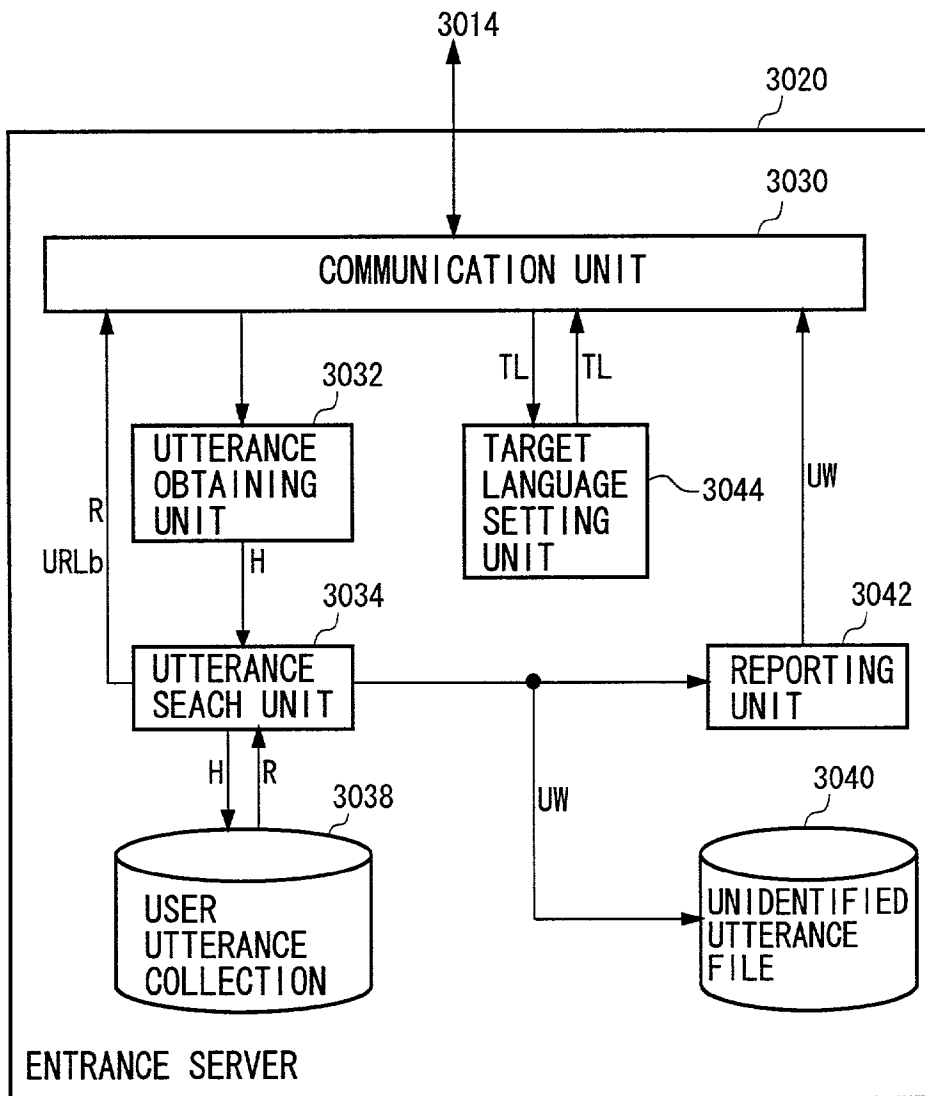 3014
3020
3030
COMMUNICATION UNIT
TL
TL
3032
UTTERANCE
OBTAINING
UNIT
TARGET
LANGUAGE
SETTING
UNIT
3044
UW
R
URLb
H
3034
3042
UTTERANCE
SEACH UNIT
REPORTING
UNIT
H
R
3038
UW
3040
USER
UTTERANCE
COLLECTION
UNIDENTIFIED
UTTERANCE
FILE
ENTRANCE SERVER